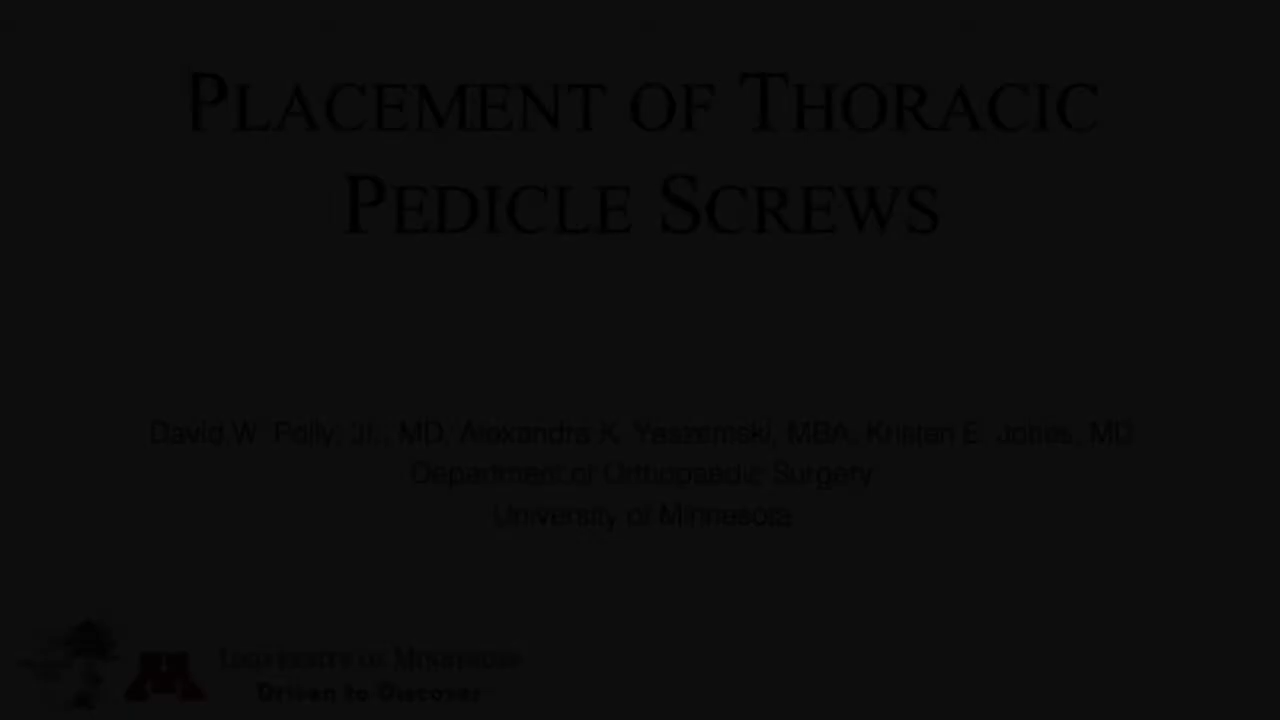 PLACEMENT OF THORACIC
PEDICLE SCREWS
David W. Polly, Jr., MD, Alexandra K. Yaszemski, MBA, Kristen E. Jones, MD
Department of Orthopaedic Surgery
University of Minnesota
UNIVERSITY OF MINNESOTA
Driven to Discover